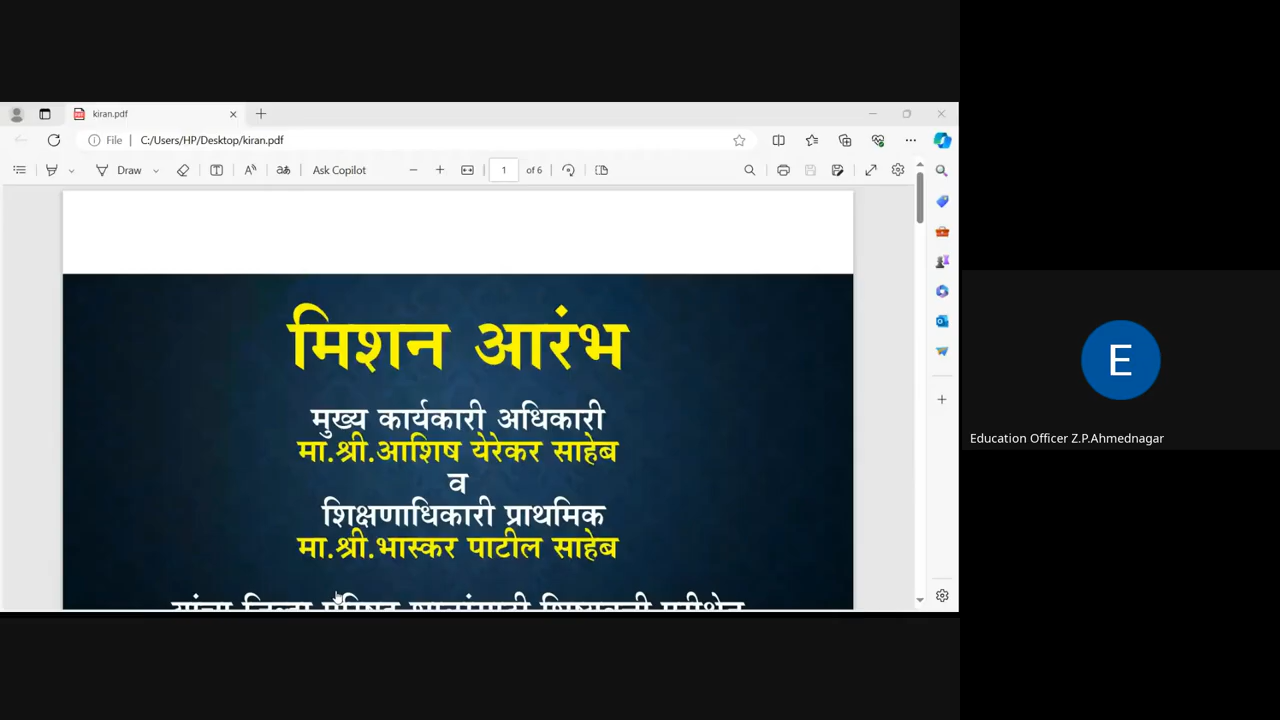 kiran.pdf
File
C:/Users/HP/Desktop/kiran.pdf
Draw
Ask Copilot
1
of 6
मिशन आरंभ
मुख्य कार्यकारी अधिकारी
मा.श्री.आशिष येरेकर साहेब
व
शिक्षणाधिकारी प्राथमिक
मा.श्री.भास्कर पाटील साहेब
E
Education Officer Z.P.Ahmednagar